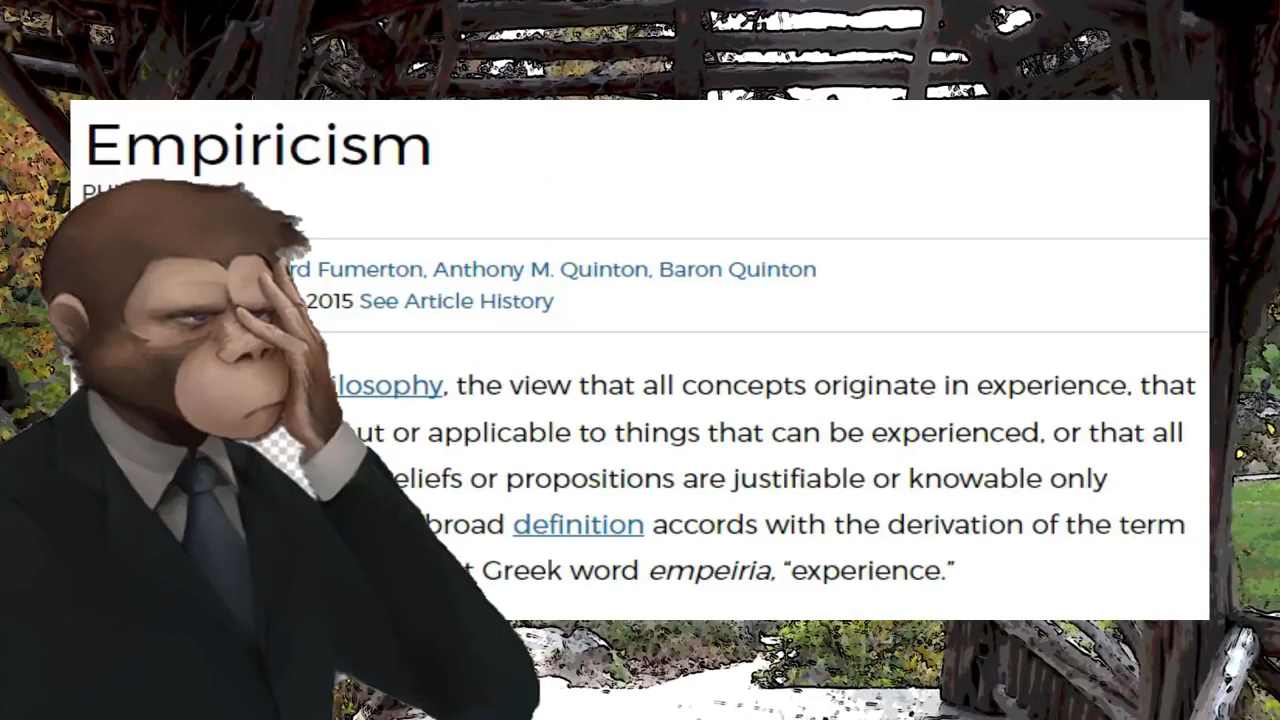 Empiricism
rd Fumerton, Anthony M. Quinton, Baron Quinton
2015 See Article History
losophy, the view that all concepts originate in experience, that
ut or applicable to things that can be experienced, or that all
eliefs or propositions are justifiable or knowable only
broad definition accords with the derivation of the term
t Greek word empeiria, “experience.”